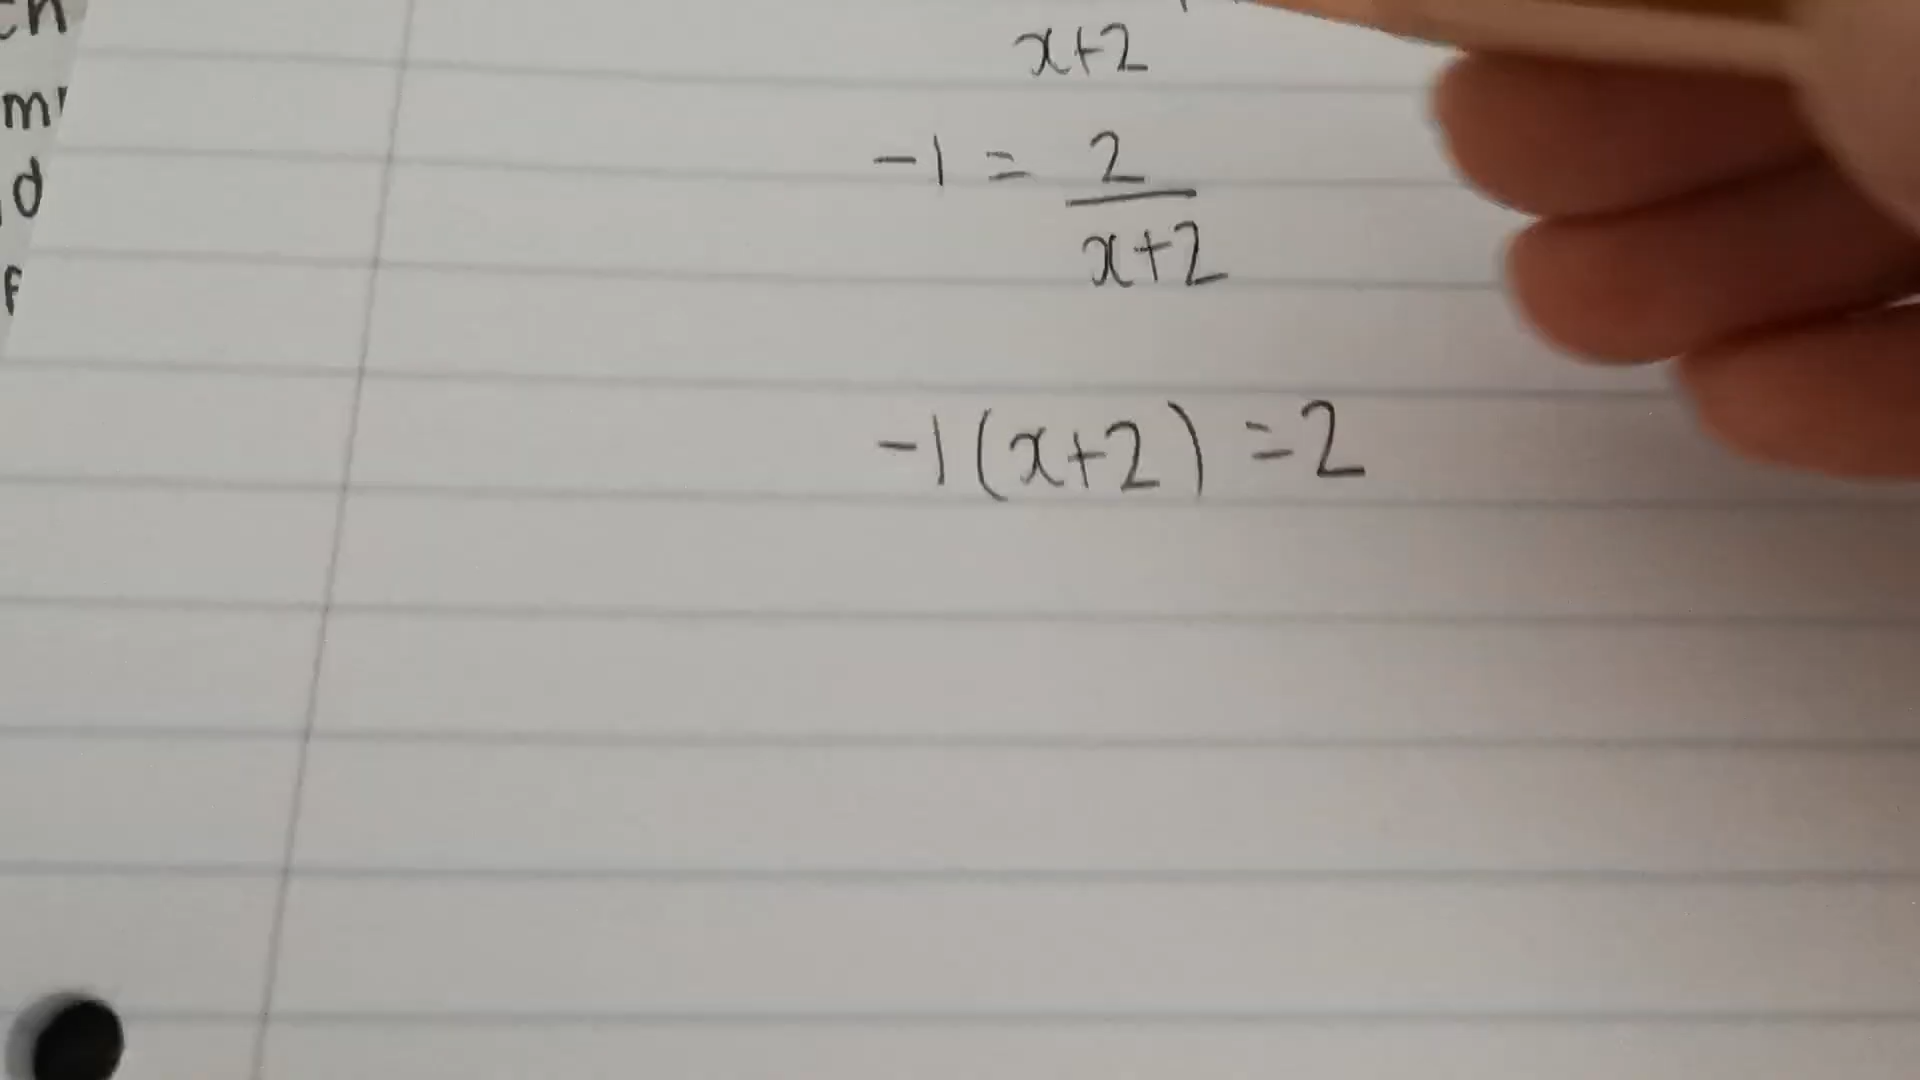 x+2
-1 = 2
x+2
-1(x+2) =2